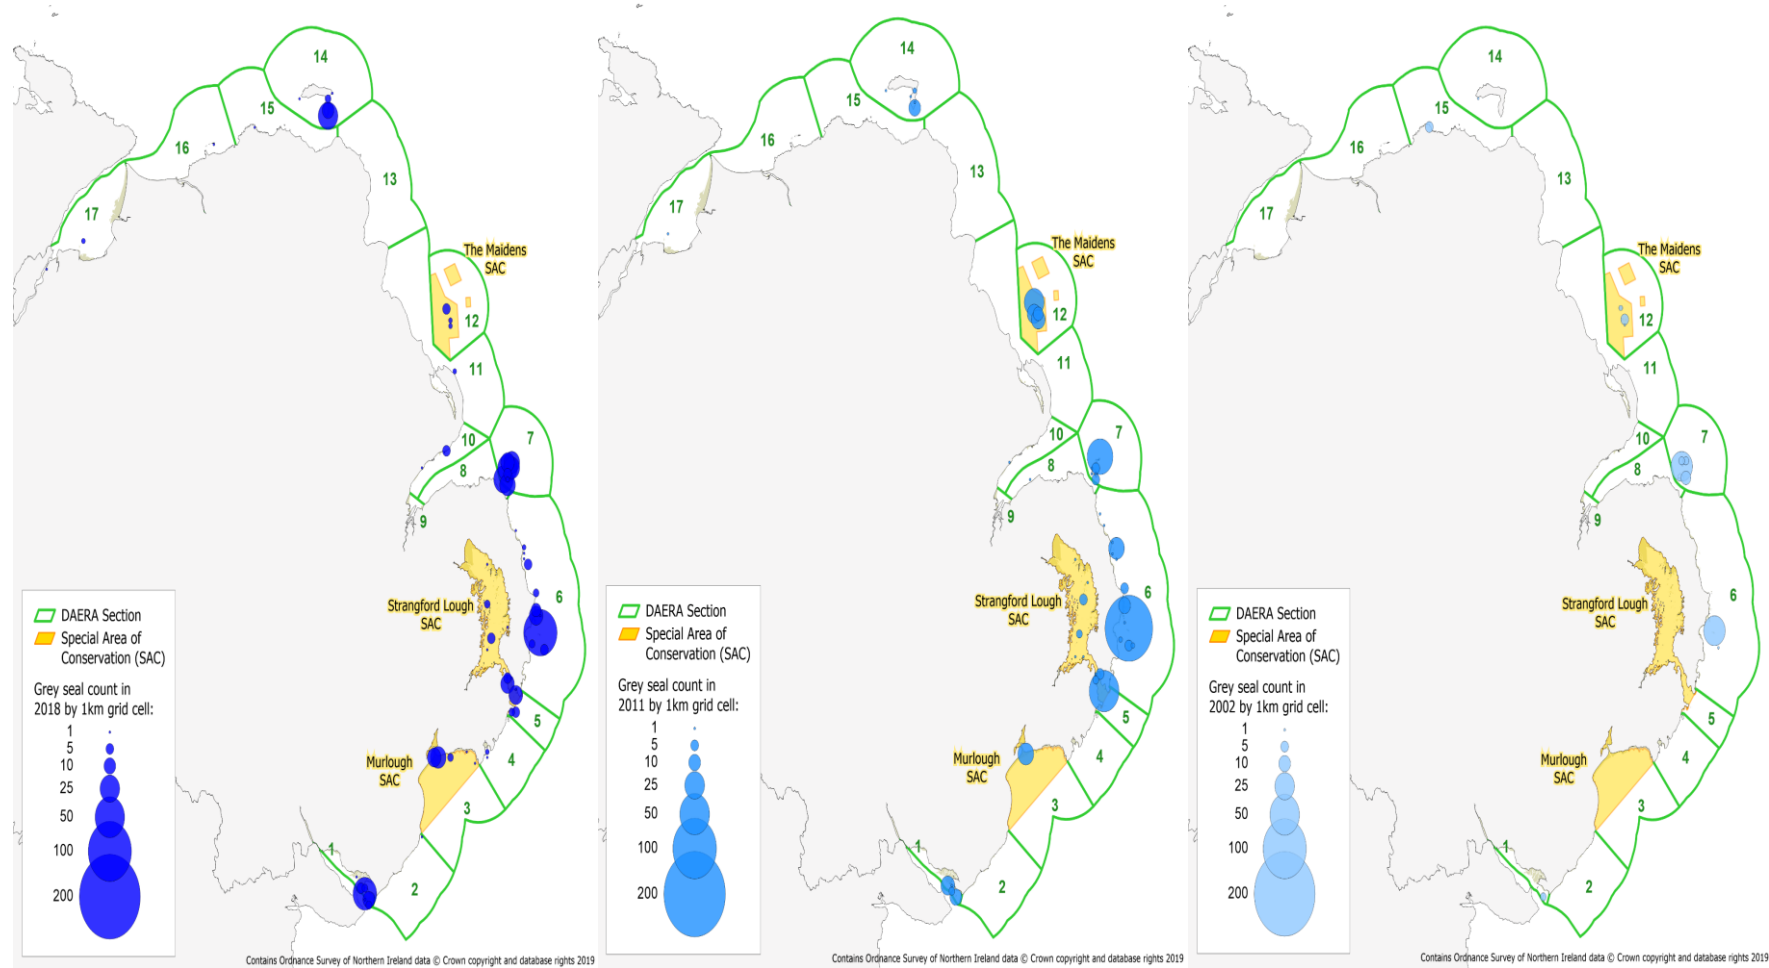 14
15
16
13
17
The Maidens
SAC
12
11
7
10
8
9
6
Strangford Lough
SAC
5
4
Murlough
SAC
3
1
2
DAERA Section
Special Area of
Conservation (SAC)
Grey seal count in
2018 by 1km grid cell:
1
5
10
25
50
100
200
Contains Ordnance Survey of Northern Ireland data © Crown copyright and database rights 2019
14
15
16
13
17
The Maidens
SAC
12
11
7
10
8
9
6
Strangford Lough
SAC
5
4
Murlough
SAC
3
1
2
DAERA Section
Special Area of
Conservation (SAC)
Grey seal count in
2011 by 1km grid cell:
1
5
10
25
50
100
200
Contains Ordnance Survey of Northern Ireland data © Crown copyright and database rights 2019
14
15
16
13
17
The Maidens
SAC
12
11
7
10
8
9
6
Strangford Lough
SAC
5
4
Murlough
SAC
3
1
2
DAERA Section
Special Area of
Conservation (SAC)
Grey seal count in
2002 by 1km grid cell:
1
5
10
25
50
100
200
Contains Ordnance Survey of Northern Ireland data © Crown copyright and database rights 2019